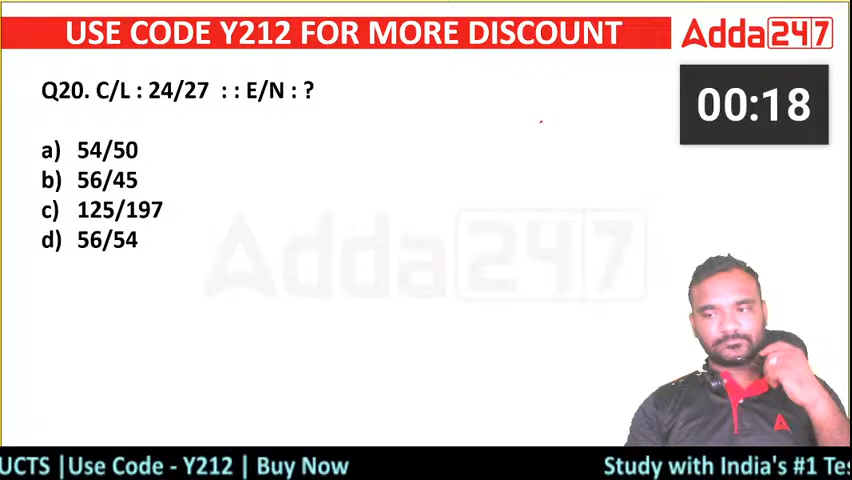 USE CODE Y212 FOR MORE DISCOUNT
Adda247
Q20. C/L : 24/27 : : E/N : ?
00:18
a) 54/50
b) 56/45
c) 125/197
d) 56/54
Adda247
UCTS |Use Code - Y212 | Buy Now
Study with India's #1 Tes